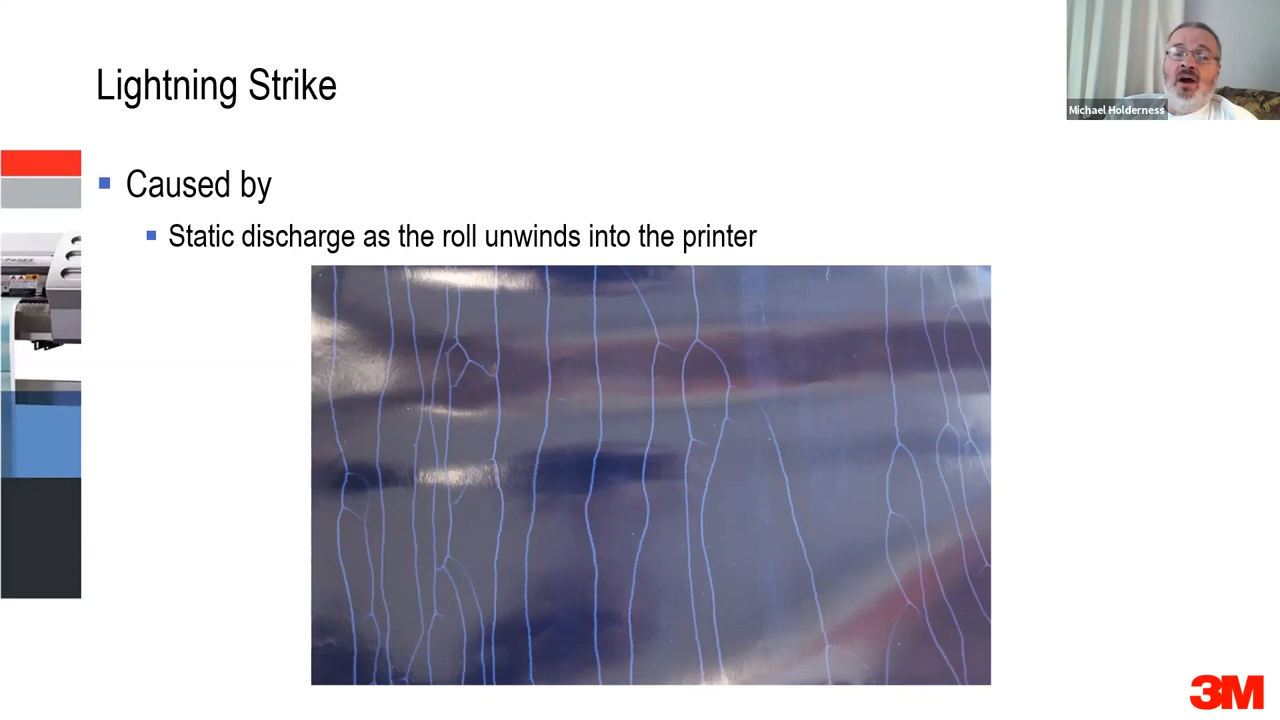 Lightning Strike
Michael Holderness
Caused by
Static discharge as the roll unwinds into the printer
3M